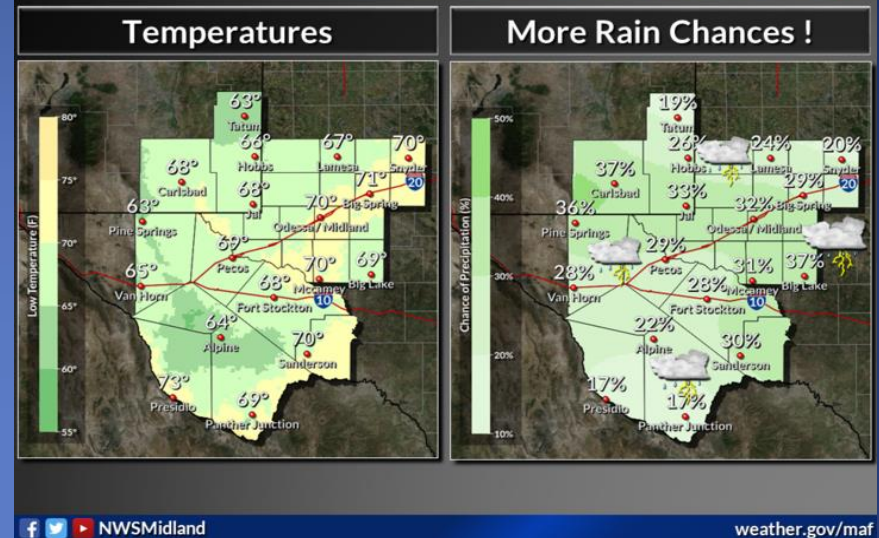 Temperatures
80°
75°
70°
65°
60°
55°
Low Temperature (F)
63°
Tatum
66°
Hobbs
67°
Lamesa
70°
Snyder
68°
Carlsbad
68°
Jal
71°
Big Spring
20
63°
Pine Springs
70°
Odessa / Midland
69°
Pecos
70°
Mccamey
69°
Big Lake
65°
Van Horn
68°
Fort Stockton
10
64°
Alpine
70°
Sanderson
73°
Presidio
69°
Panther Junction
More Rain Chances !
50%
40%
30%
20%
10%
Chance of Precipitation (%)
19%
Tatum
26%
Hobbs
24%
Lamesa
20%
Snyder
37%
Carlsbad
33%
Jal
29%
Big Spring
20
36%
Pine Springs
32%
Odessa / Midland
29%
Pecos
31%
Mccamey
37%
Big Lake
28%
Van Horn
28%
Fort Stockton
10
22%
Alpine
30%
Sanderson
17%
Presidio
17%
Panther Junction
NWSMidland
weather.gov/maf